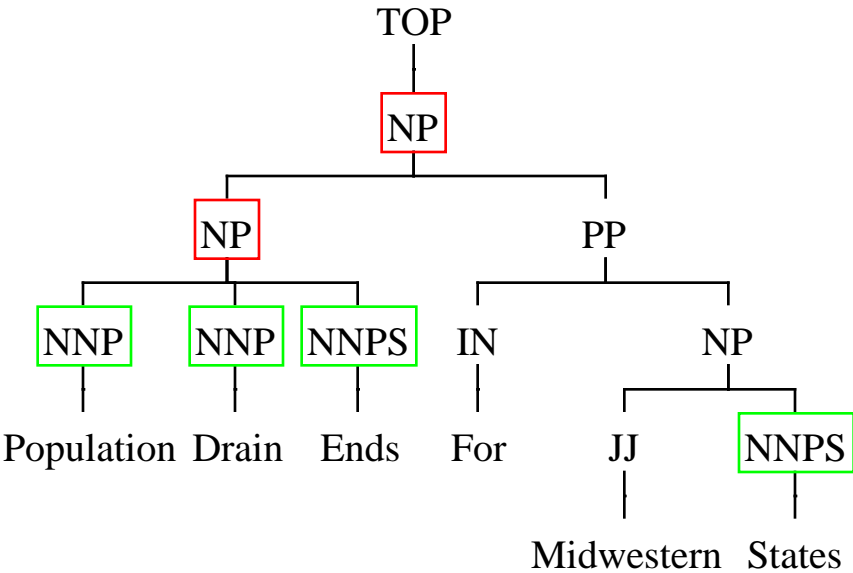 TOP
NP
NP PP
NNP NNP NNPS IN NP
Population Drain Ends For JJ NNPS
Midwestern States